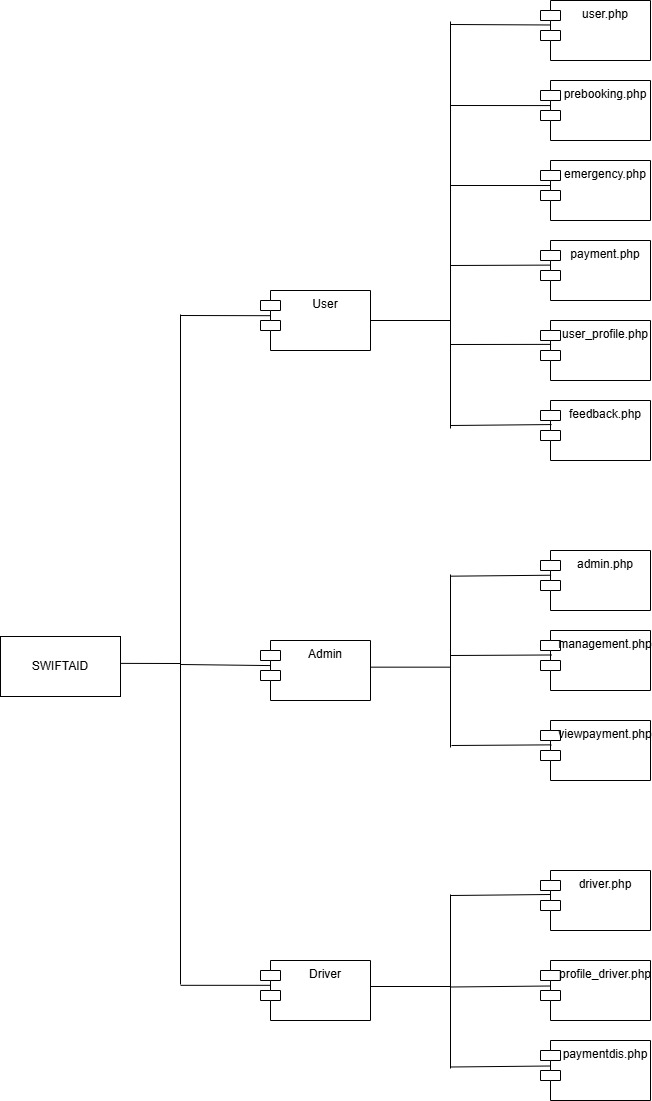 user.php
prebooking.php
emergency.php
payment.php
User
user_profile.php
feedback.php
admin.php
management.php
Admin
SWIFTAID
viewpayment.php
driver.php
Driver
profile_driver.php
paymentdis.php